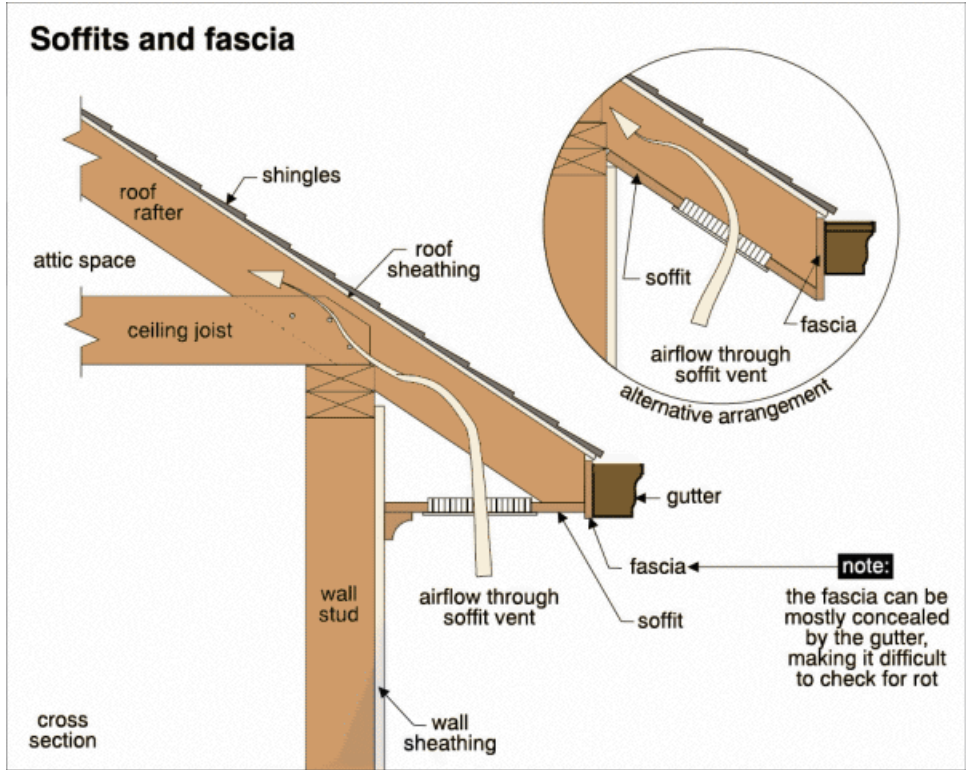 Soffits and fascia
shingles
roof
rafter
roof
sheathing
attic space
ceiling joist
soffit
fascia
airflow through
soffit vent
alternative arrangement
gutter
fascia
note:
the fascia can be
mostly concealed
by the gutter,
making it difficult
to check for rot
wall
stud
airflow through
soffit vent
soffit
wall
sheathing
cross
section